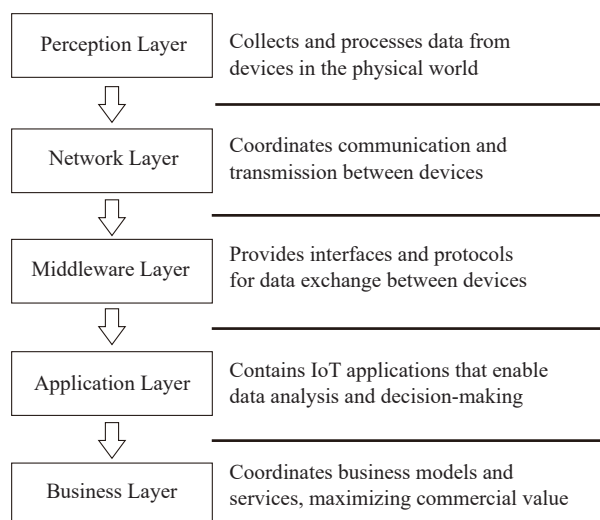 Perception Layer
Collects and processes data from
devices in the physical world
Network Layer
Coordinates communication and
transmission between devices
Middleware Layer
Provides interfaces and protocols
for data exchange between devices
Application Layer
Contains IoT applications that enable
data analysis and decision-making
Business Layer
Coordinates business models and
services, maximizing commercial value